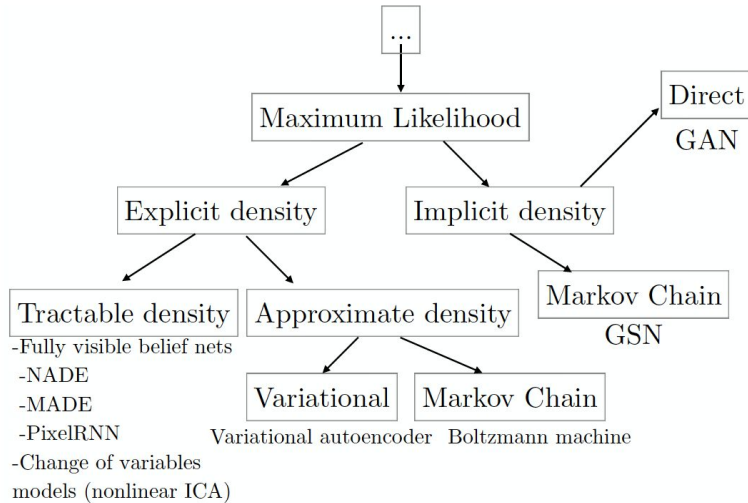 ...
Maximum Likelihood
Direct
GAN
Explicit density
Implicit density
Tractable density
-Fully visible belief nets
-NADE
-MADE
-PixelRNN
-Change of variables
models (nonlinear ICA)
Approximate density
Markov Chain
GSN
Variational
Variational autoencoder
Markov Chain
Boltzmann machine